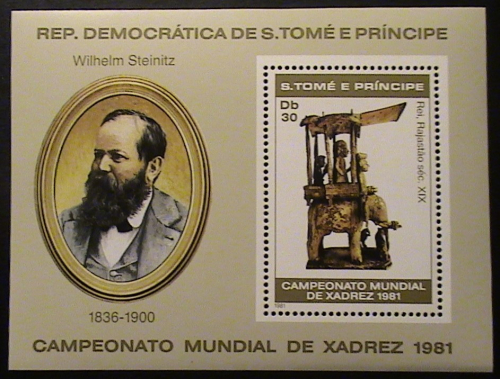 REP. DEMOCRÁTICA DE S.TOMÉ E PRÍNCIPE
Wilhelm Steinitz
1836-1900
S.TOMÉ E PRÍNCIPE
Db
30
Rei, Rajastão séc. XIX
CAMPEONATO MUNDIAL
DE XADREZ 1981
1981
CAMPEONATO MUNDIAL DE XADREZ 1981